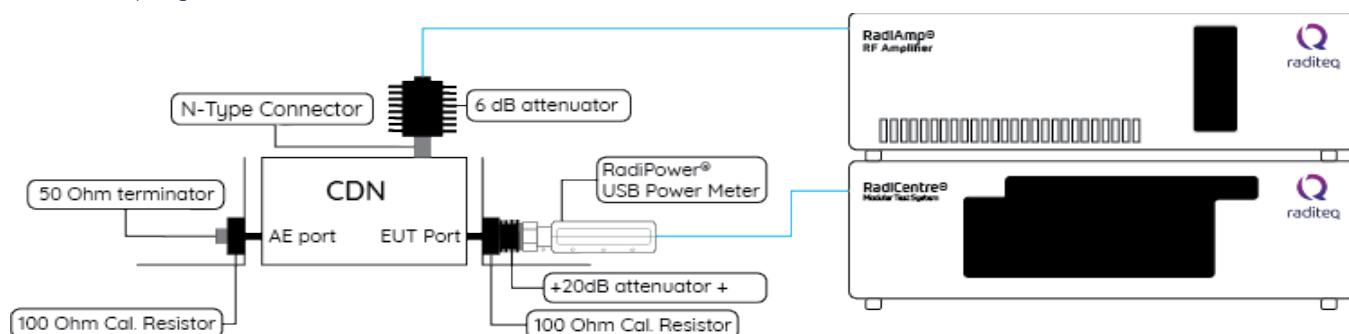 RadiAmp®
RF Amplifier
raditeq
N-Type Connector
6 dB attenuator
RadiPower®
USB Power Meter
RadiCentre®
Modular Test System
raditeq
50 Ohm terminator
CDN
AE port
EUT Port
+20dB attenuator +
100 Ohm Cal. Resistor
100 Ohm Cal. Resistor